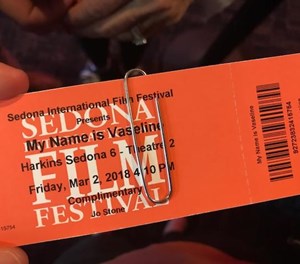 Sedona International Film Festival
Presents
SEDONA
My Name is Vaseline
Harkins Sedona 6 - Theatre 2
FILM
Friday, Mar 2, 2018 4:10 PM
Complimentary
FESTIVAL
Jo Stone
My Name is Vaseline